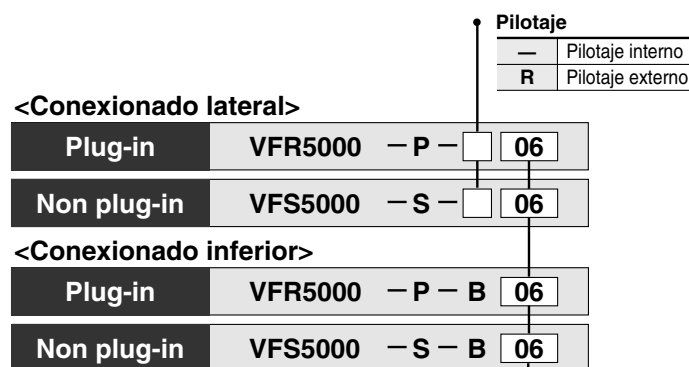 Pilotaje
— Pilotaje interno
R Pilotaje externo
<Conexionado lateral>
Plug-in VFR5000 — P — 06
Non plug-in VFS5000 — S — 06
<Conexionado inferior>
Plug-in VFR5000 — P — B 06
Non plug-in VFS5000 — S — B 06